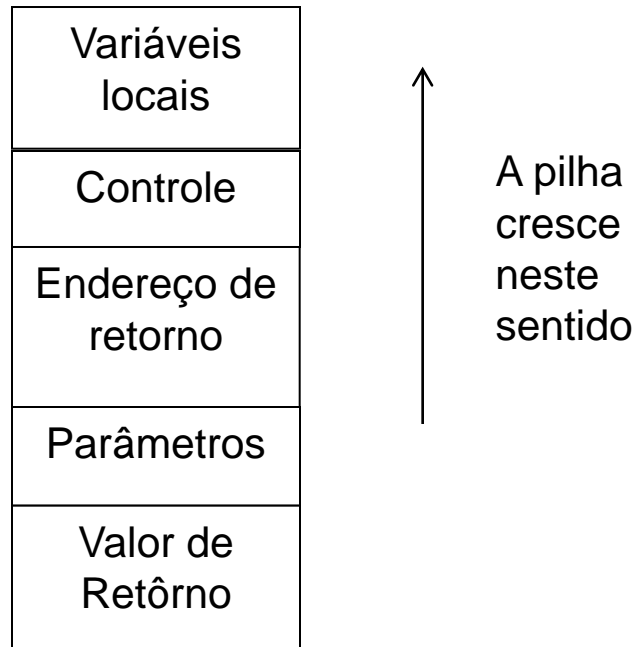 Variáveis
locais
Controle
Endereço de
retorno
Parâmetros
Valor de
Retôrno
A pilha
cresce
neste
sentido